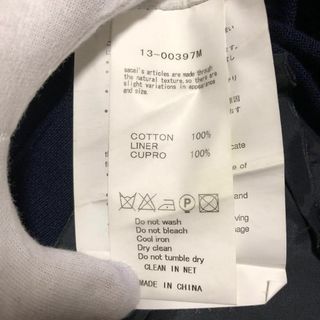 13-00397M
sacai's articles are made through
the natural texture, so there are
slight variations in appearance
and size.
COTTON 100%
LINER
CUPRO 100%
Do not wash
Do not bleach
Cool iron
Dry clean
Do not tumble dry
CLEAN IN NET
MADE IN CHINA